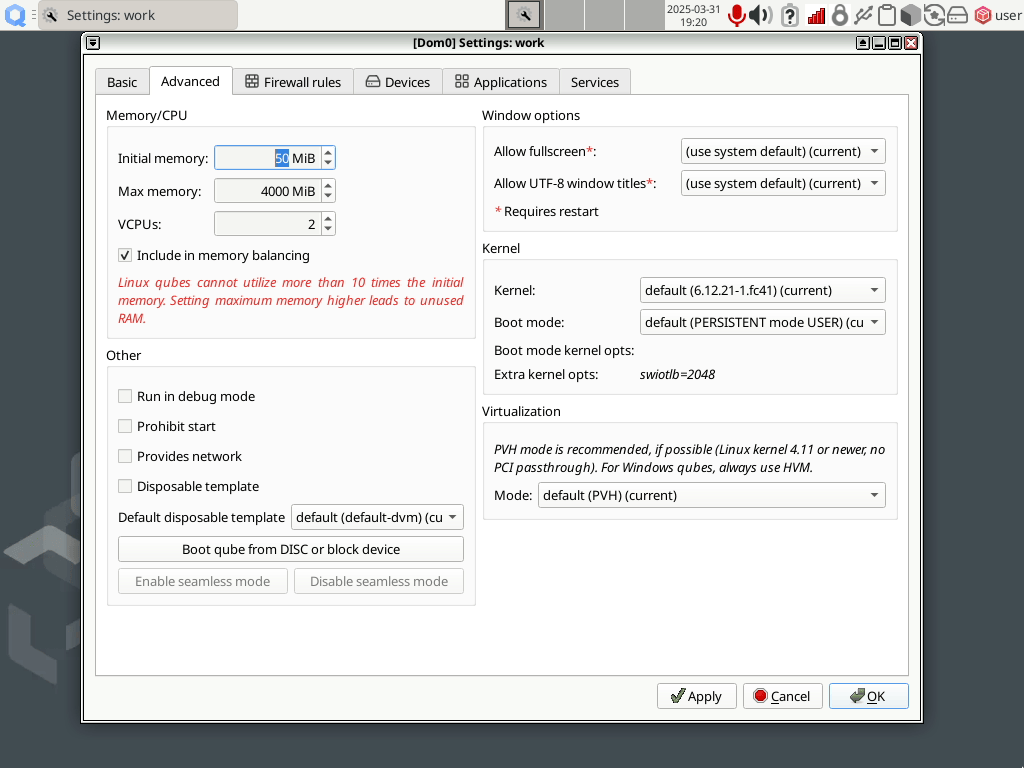 Settings: work
2025-03-31
19:20
user
[Dom0] Settings: work
Basic
Advanced
Firewall rules
Devices
Applications
Services
Memory/CPU
Initial memory:
50 MiB
Max memory:
4000 MiB
VCPUs:
2
Include in memory balancing
Linux qubes cannot utilize more than 10 times the initial
memory. Setting maximum memory higher leads to unused
RAM.
Other
Run in debug mode
Prohibit start
Provides network
Disposable template
Default disposable template
default (default-dvm) (cu
Boot qube from DISC or block device
Enable seamless mode
Disable seamless mode
Window options
Allow fullscreen*:
(use system default) (current)
Allow UTF-8 window titles*:
(use system default) (current)
* Requires restart
Kernel
Kernel:
default (6.12.21-1.fc41) (current)
Boot mode:
default (PERSISTENT mode USER) (cu
Boot mode kernel opts:
Extra kernel opts:
swiotlb=2048
Virtualization
PVH mode is recommended, if possible (Linux kernel 4.11 or newer, no
PCI passthrough). For Windows qubes, always use HVM.
Mode:
default (PVH) (current)
Apply
Cancel
OK